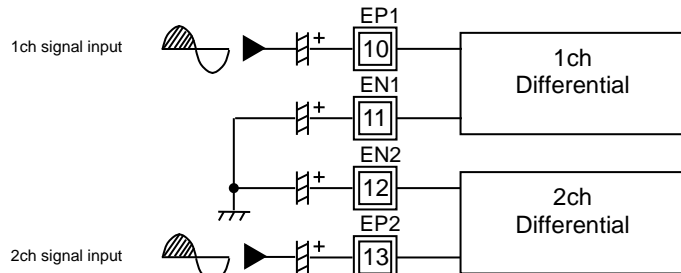 EP1
1ch signal input
+
10
1ch
Differential
EN1
+
11
EN2
+
12
2ch
Differential
EP2
2ch signal input
+
13